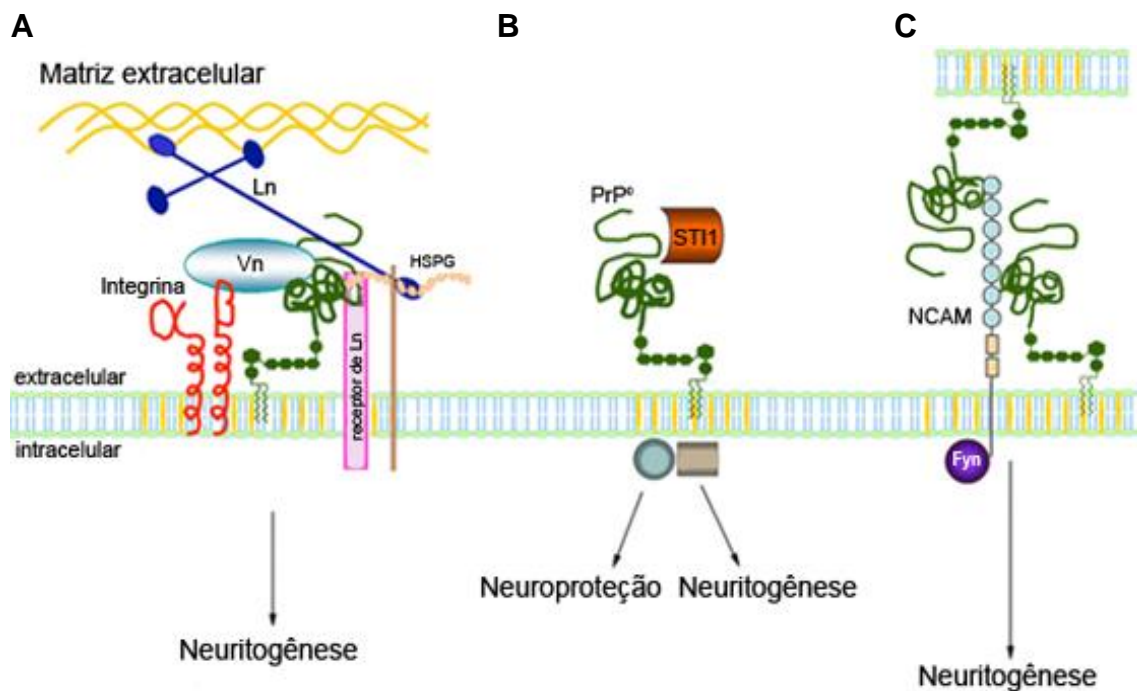 A
Matriz extracelular
Ln
Vn
HSPG
Integrina
receptor de Ln
extracelular
intracelular
Neuritogênese
B
PrPᶜ
STI1
Neuroproteção
Neuritogênese
C
NCAM
Fyn
Neuritogênese